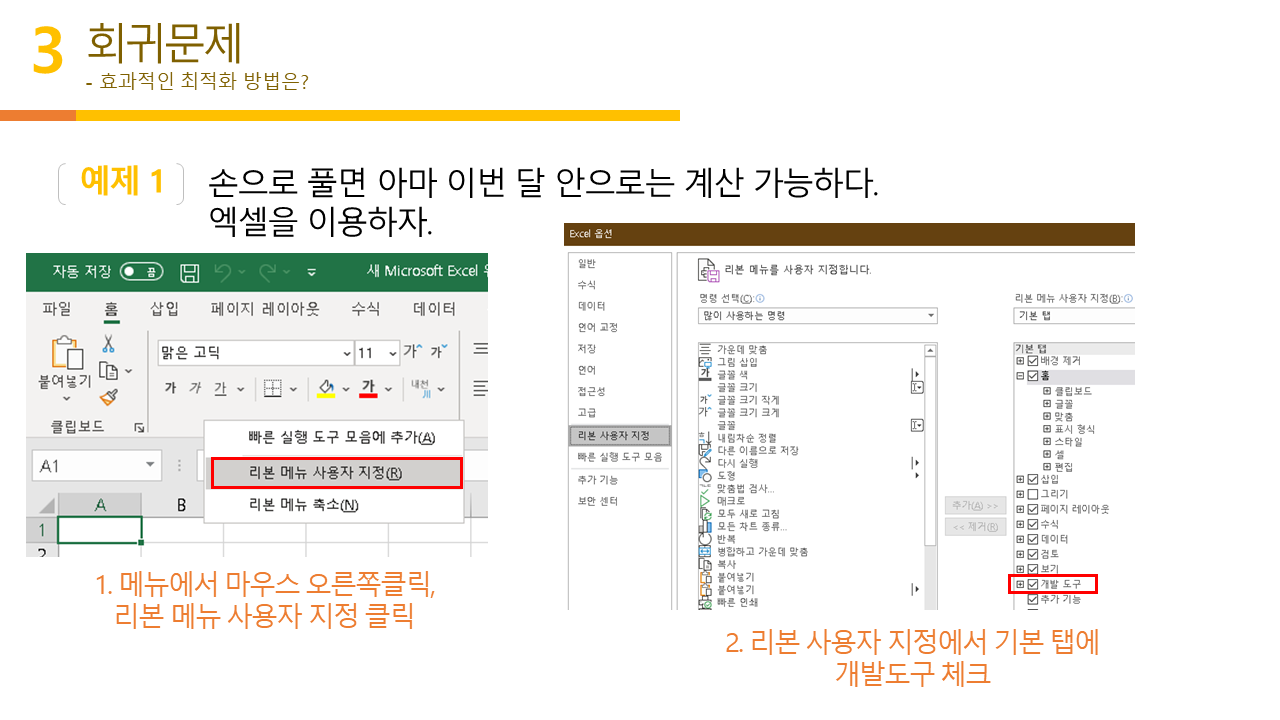 3
회귀문제
- 효과적인 최적화 방법은?
예제 1
손으로 풀면 아마 이번 달 안으로는 계산 가능하다.
엑셀을 이용하자.
자동 저장 끔
새 Microsoft Excel
파일 홈 삽입 페이지 레이아웃 수식 데이터
붙여넣기
클립보드
맑은 고딕 11 가^ 가ˇ
가 가 가 가 내천 川
빠른 실행 도구 모음에 추가(A)
리본 메뉴 사용자 지정(R)
리본 메뉴 축소(N)
A1
A B
1
2
1. 메뉴에서 마우스 오른쪽클릭,
리본 메뉴 사용자 지정 클릭
Excel 옵션
일반
수식
데이터
언어 교정
저장
언어
접근성
고급
리본 사용자 지정
빠른 실행 도구 모음
추가 기능
보안 센터
리본 메뉴를 사용자 지정합니다.
명령 선택(C):
많이 사용하는 명령
가운데 맞춤
그림 삽입
글꼴 색
글꼴 크기
글꼴 크기 작게
글꼴 크기 크게
글꼴
내림차순 정렬
다른 이름으로 저장
다시 실행
도형
맞춤법 검사...
매크로
모두 새로 고침
모든 차트 종류...
반복
병합하고 가운데 맞춤
복사
붙여넣기
붙여넣기
빠른 인쇄
추가(A) >>
<< 제거(R)
리본 메뉴 사용자 지정(B):
기본 탭
기본 탭
배경 제거
홈
클립보드
글꼴
맞춤
표시 형식
스타일
셀
편집
삽입
그리기
페이지 레이아웃
수식
데이터
검토
보기
개발 도구
추가 기능
2. 리본 사용자 지정에서 기본 탭에
개발도구 체크